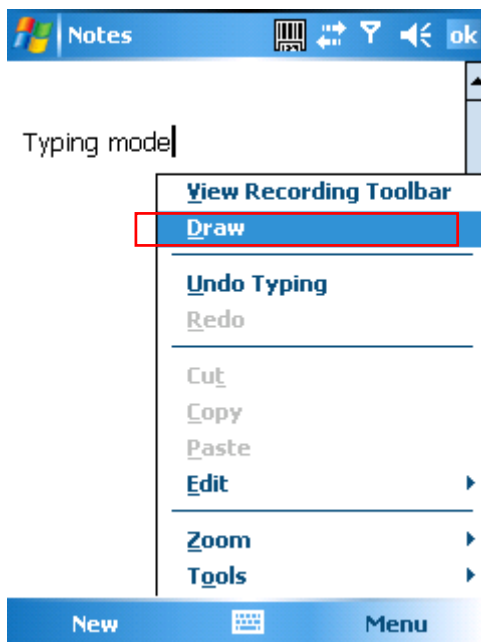 Notes
123
ok
Typing mode
View Recording Toolbar
Draw
Undo Typing
Redo
Cut
Copy
Paste
Edit
Zoom
Tools
New Menu